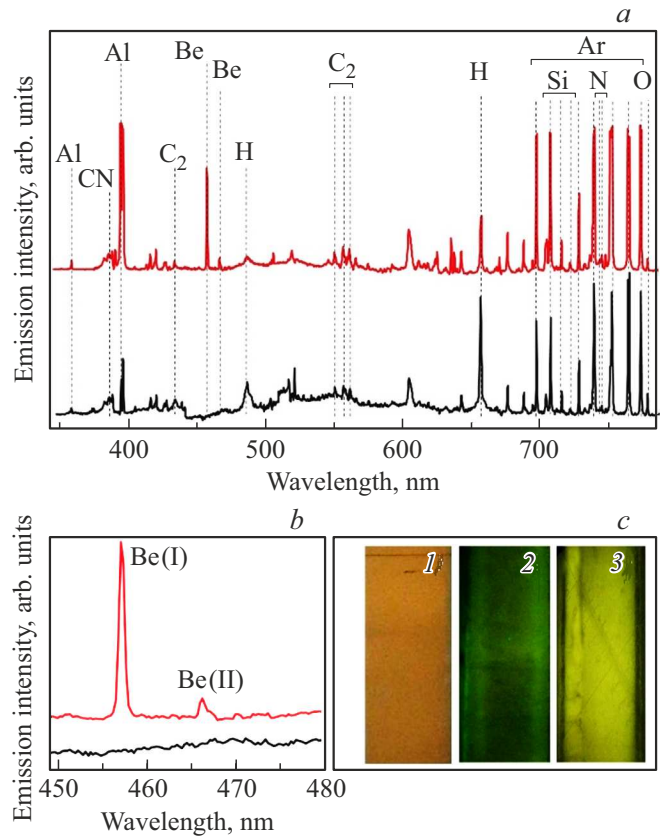 a
Ar
Al
Be
Be
C2
H
Si
N
O
Al
CN
C2
H
Emission intensity, arb. units
400 500 600 700
Wavelength, nm
b
c
Emission intensity, arb. units
Be(I)
Be(II)
1 2 3
450 460 470 480
Wavelength, nm